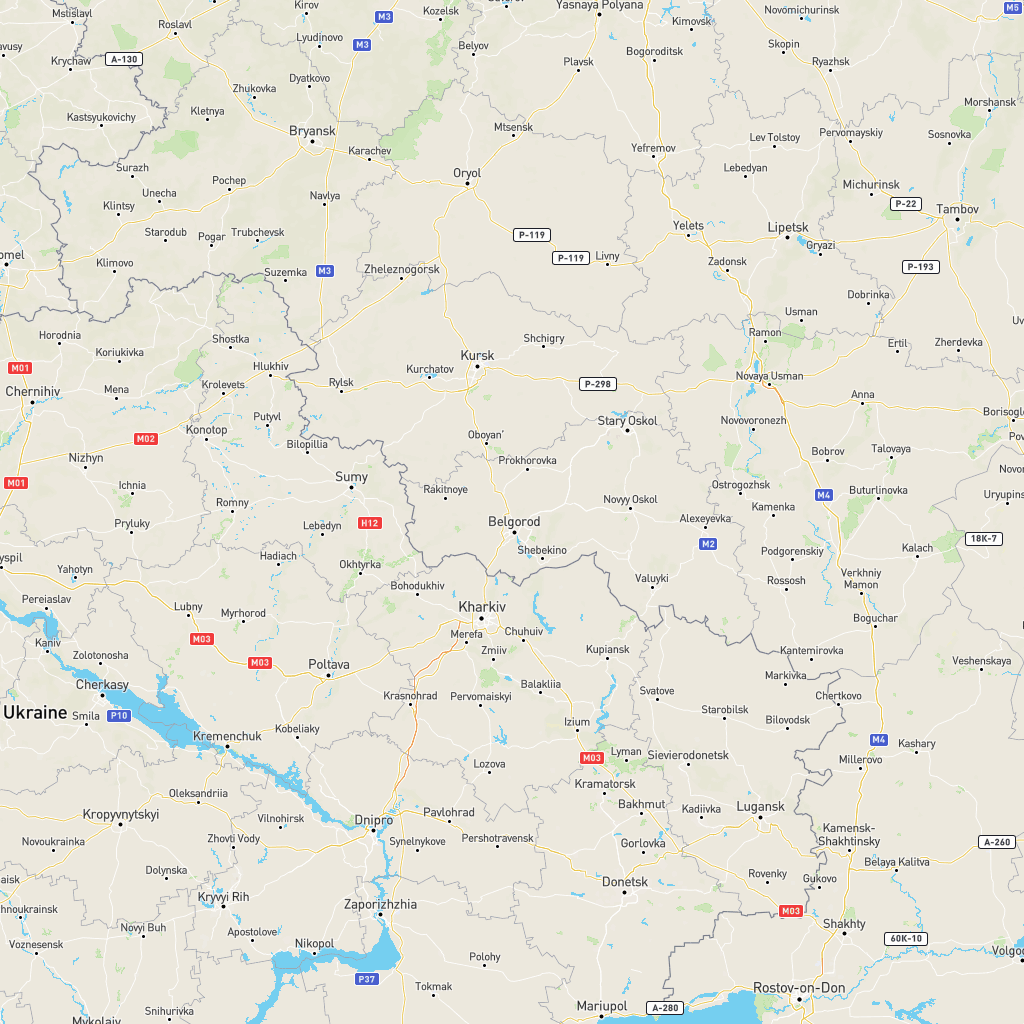 Mstislavl
Kirov
M3
Kozelsk
Yasnaya Polyana
M5
Roslavl
Lyudinovo
M3
Belyov
Kimovsk
Novomichurinsk
Krychaw
A-130
Dyatkovo
Plavsk
Bogoroditsk
Skopin
Ryazhsk
Zhukovka
Kastsyukovichy
Kletnya
Bryansk
Mtsensk
Lev Tolstoy
Pervomayskiy
Morshansk
Sosnovka
Karachev
Yefremov
Surazh
Pochep
Oryol
Lebedyan
Michurinsk
Unecha
Navlya
P-22
Klintsy
Tambov
Starodub
Pogar
Trubchevsk
P-119
Yelets
Lipetsk
Gryazi
P-119
Livny
Klimovo
Suzemka
M3
Zheleznogorsk
Zadonsk
P-193
Dobrinka
Usman
Horodnia
Shostka
Shchigry
Ramon
Ertil
Zherdevka
Koriukivka
Kursk
M01
Hlukhiv
Kurchatov
Chernihiv
Mena
Krolevets
Rylsk
P-298
Novaya Usman
Anna
Putyvl
Stary Oskol
Novovoronezh
M02
Konotop
Bilopillia
Oboyan'
Nizhyn
Prokhorovka
Bobrov
Talovaya
M01
Ichnia
Sumy
Rakitnoye
Ostrogozhsk
M4
Buturlinovka
Romny
Novyy Oskol
Pryluky
Lebedyn
H12
Belgorod
Alexeyevka
Kamenka
M2
18K-7
Hadiach
Shebekino
Podgorenskiy
Kalach
Yahotyn
Okhtyrka
Valuyki
Rossosh
Verkhniy
Mamon
Bohodukhiv
Pereiaslav
Lubny
Myrhorod
Kharkiv
Boguchar
M03
Merefa
Chuhuiv
Kaniv
Zmiiv
Kupiansk
Kantemirovka
Zolotonosha
M03
Poltava
Veshenskaya
Cherkasy
Balakliia
Markivka
Krasnohrad
Pervomaiskyi
Svatove
Chertkovo
Ukraine
Smila
P10
Starobilsk
Bilovodsk
Kobeliaky
Izium
Kremenchuk
M4
Kashary
M03
Lyman
Sievierodonetsk
Millerovo
Lozova
Oleksandriia
Kramatorsk
Kropyvnytskyi
Bakhmut
Kadiivka
Lugansk
Pavlohrad
Vilnohirsk
Dnipro
Kamensk-
Shakhtinsky
Novoukrainka
Zhovti Vody
Synelnykove
Pershotravensk
Gorlovka
A-260
Belaya Kalitva
Dolynska
Donetsk
Rovenky
Gukovo
Kryvyi Rih
Zaporizhzhia
M03
Shakhty
Novyi Buh
Apostolove
60K-10
Voznesensk
Nikopol
Polohy
P37
Tokmak
Rostov-on-Don
Snihurivka
Mariupol
A-280